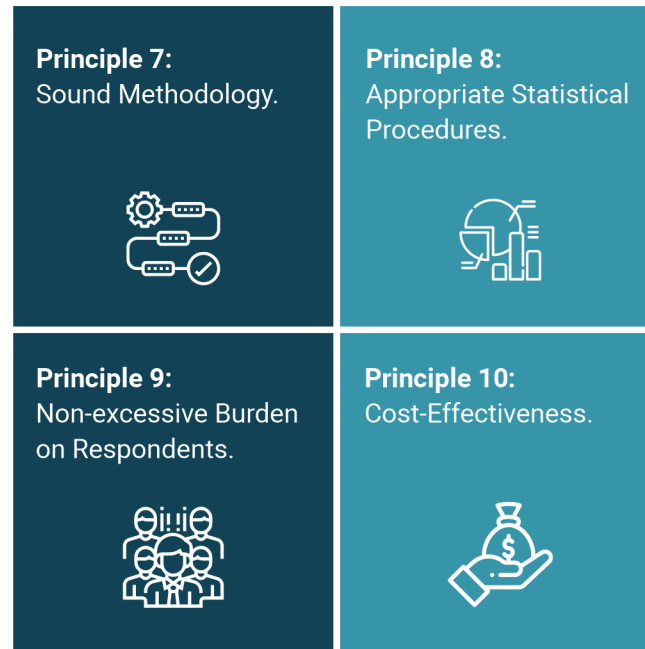 Principle 7:
Sound Methodology.
Principle 8:
Appropriate Statistical
Procedures.
Principle 9:
Non-excessive Burden
on Respondents.
Principle 10:
Cost-Effectiveness.
$